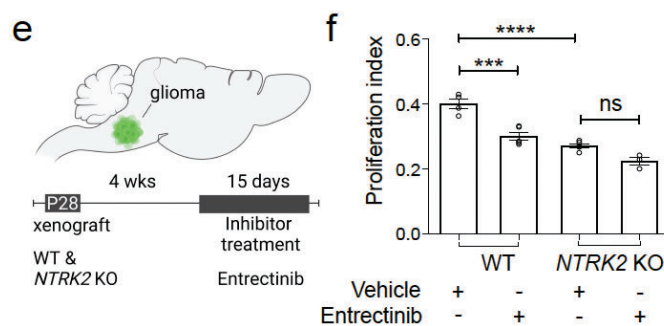 e
glioma
4 wks
15 days
P28
xenograft
Inhibitor
treatment
WT &
NTRK2 KO
Entrectinib
f
Proliferation index
0.6
0.4
0.2
0.0
****
***
ns
WT
NTRK2 KO
Vehicle + - + -
Entrectinib - + - +